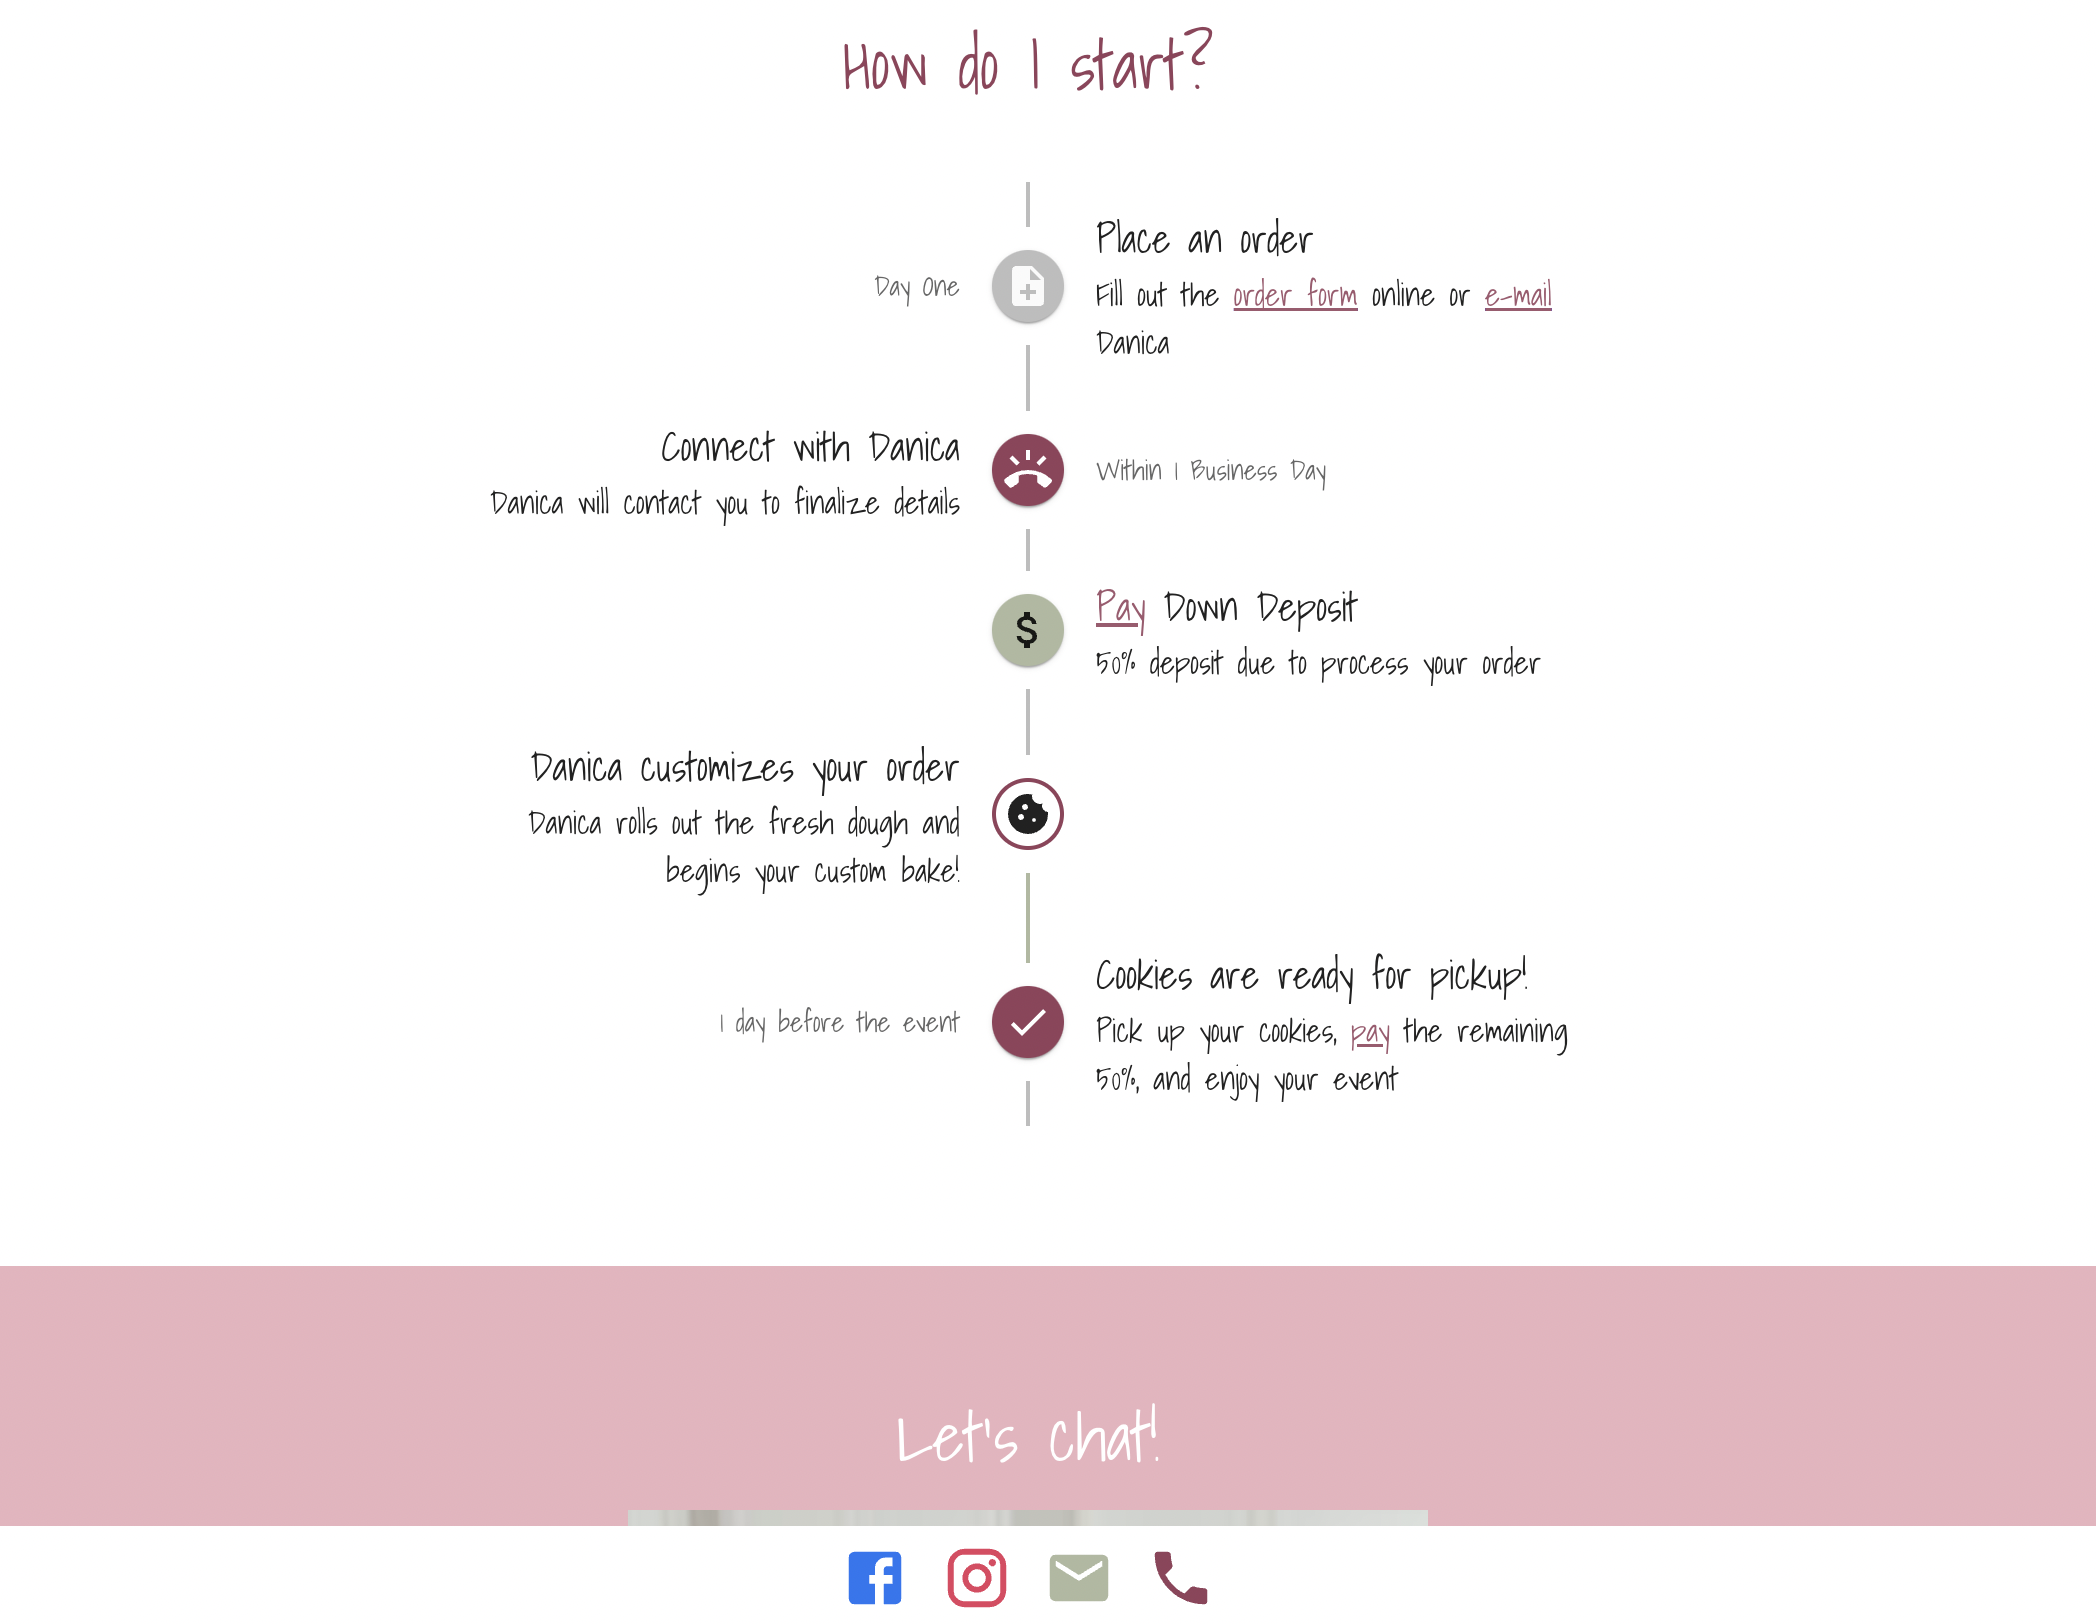 How do I start?
Day One
Place an order
Fill out the order form online or e-mail
Danica
Connect with Danica
Danica will contact you to finalize details
Within 1 Business Day
Pay Down Deposit
50% deposit due to process your order
Danica customizes your order
Danica rolls out the fresh dough and
begins your custom bake!
1 day before the event
Cookies are ready for pickup!
Pick up your cookies, pay the remaining
50%, and enjoy your event
Let's chat!